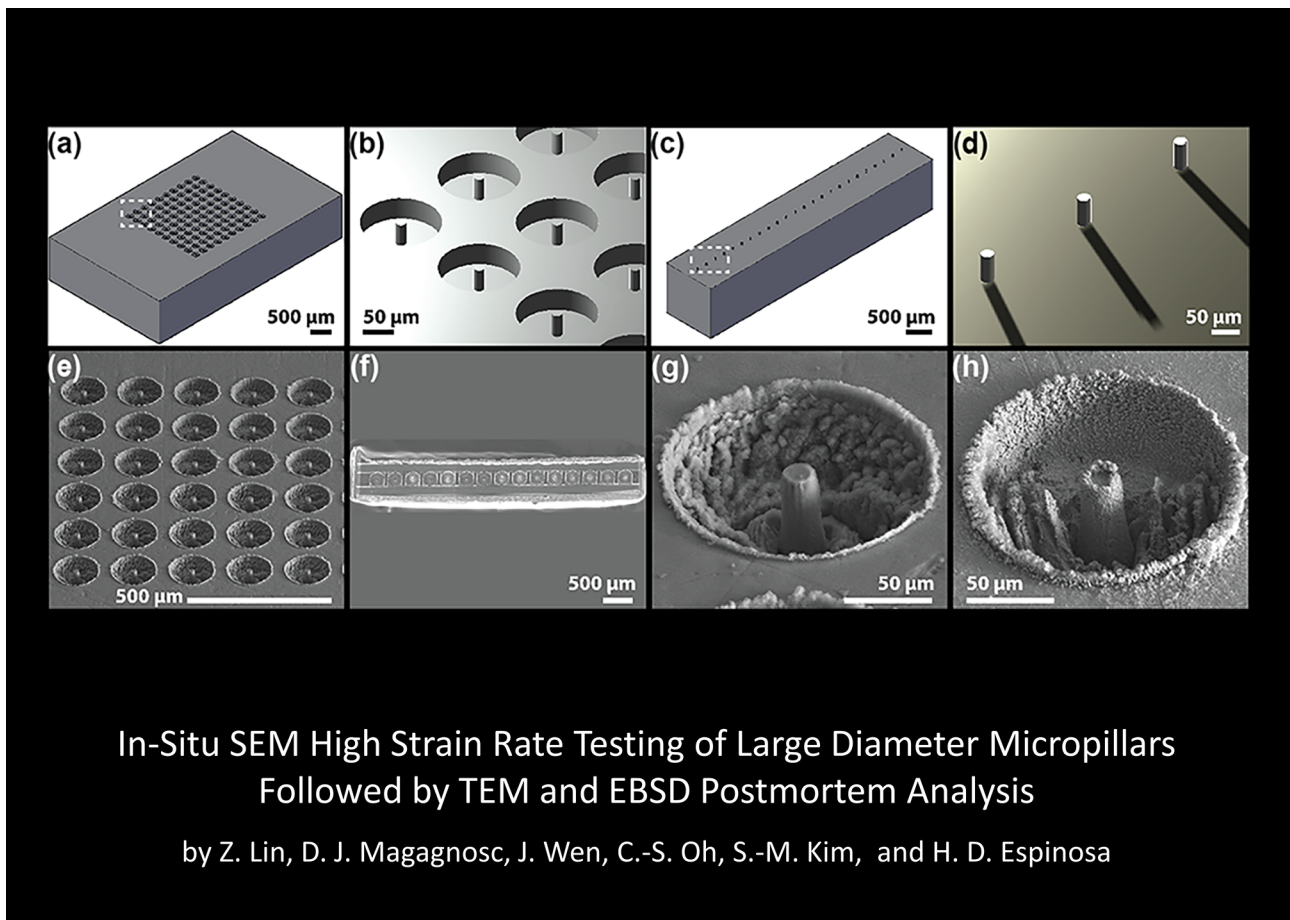 (a)
500 µm
(b)
50 µm
(c)
500 µm
(d)
50 µm
(e)
500 µm
(f)
500 µm
(g)
50 µm
(h)
50 µm
In-Situ SEM High Strain Rate Testing of Large Diameter Micropillars
Followed by TEM and EBSD Postmortem Analysis
by Z. Lin, D. J. Magagnosc, J. Wen, C.-S. Oh, S.-M. Kim, and H. D. Espinosa